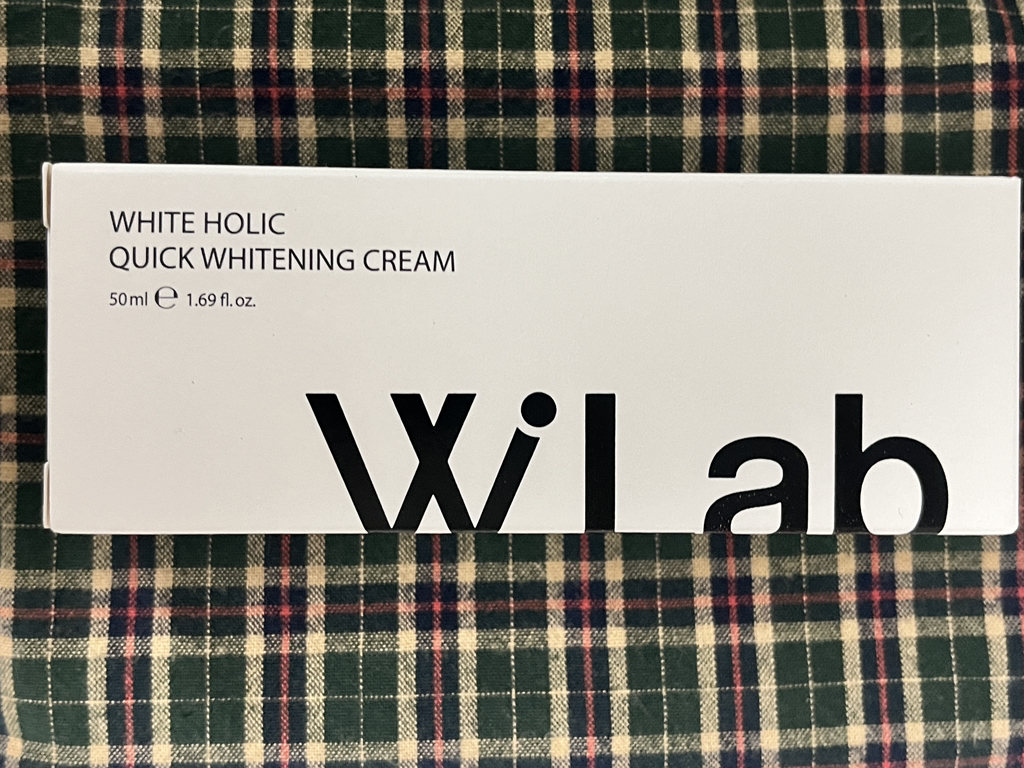 WHITE HOLIC
QUICK WHITENING CREAM
50ml ℮ 1.69 fl.oz.
WiLab